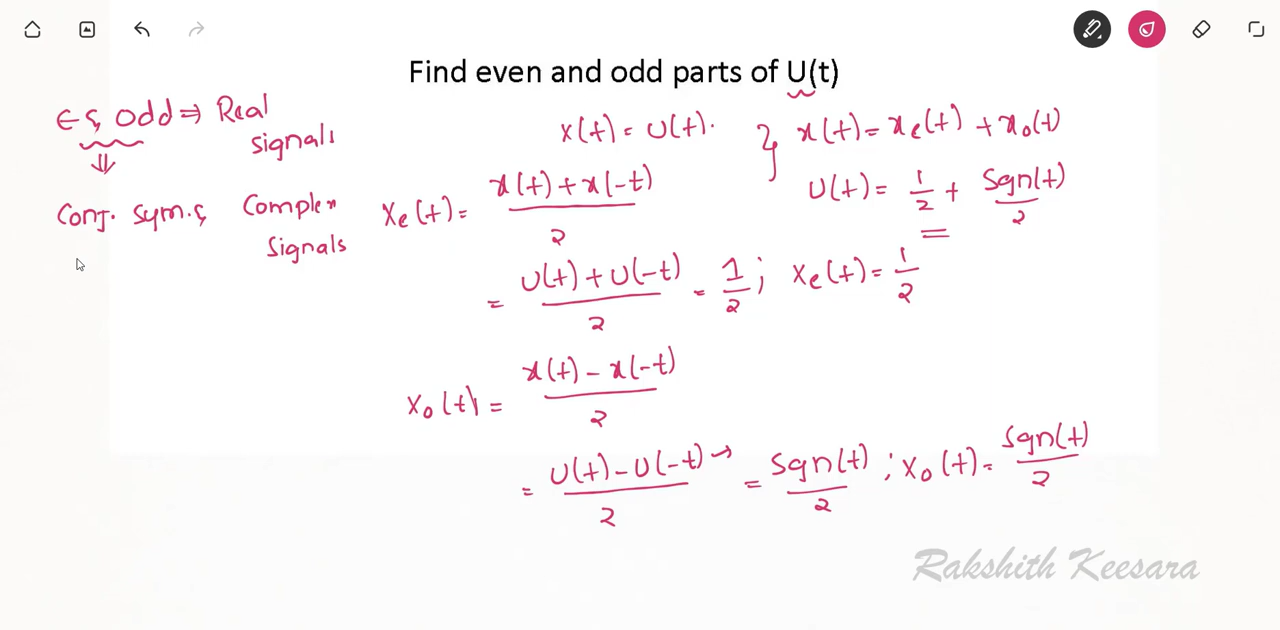 Find even and odd parts of U(t)
E & odd ⇒ Real signals
⇓
Conj. Sym. & Complex Signals
x(t) = U(t).
} x(t) = xe(t) + xo(t)
U(t) = 1/2 + Sgn(t)/2
xe(t) = x(t) + x(-t) / 2
= U(t) + U(-t) / 2 = 1/2 ; xe(t) = 1/2
xo(t) = x(t) - x(-t) / 2
= U(t) - U(-t) / 2 → = Sgn(t)/2 ; xo(t) = Sgn(t)/2
Rakshith Keesara